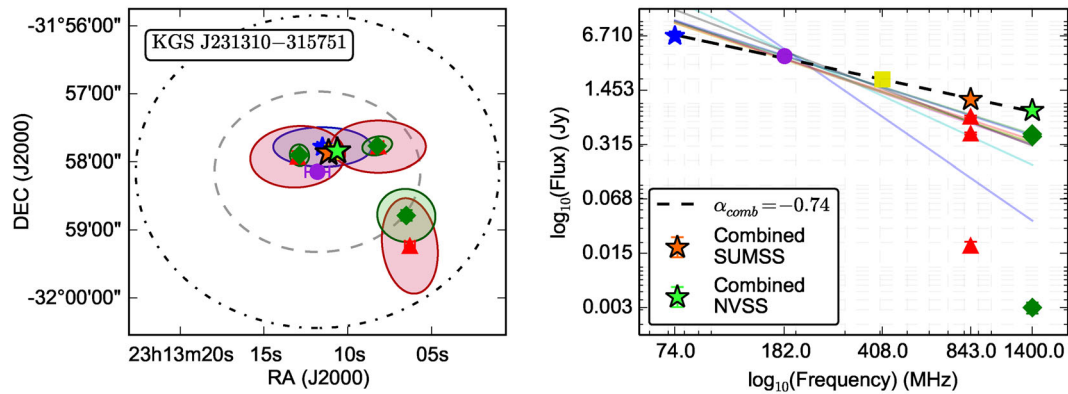 KGS J231310−315751
-31°56'00"
57'00"
58'00"
59'00"
-32°00'00"
DEC (J2000)
23h13m20s 15s 10s 05s
RA (J2000)
6.710
1.453
0.315
0.068
0.015
0.003
log₁₀(Flux) (Jy)
α_comb = −0.74
Combined
SUMSS
Combined
NVSS
74.0 182.0 408.0 843.0 1400.0
log₁₀(Frequency) (MHz)